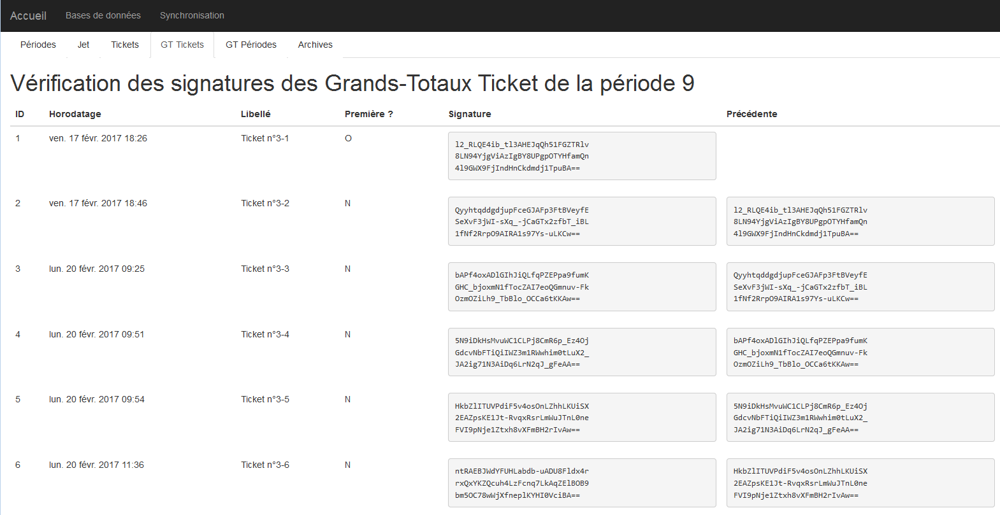 Accueil Bases de données Synchronisation
Périodes Jet Tickets GT Tickets GT Périodes Archives
Vérification des signatures des Grands-Totaux Ticket de la période 9
ID Horodatage Libellé Première ? Signature Précédente
1 ven. 17 févr. 2017 18:26 Ticket n°3-1 O
l2_RLQE4ib_tl3AHEJqQh51FGZTRlv
8LN94YjgViAzIgBY8UPgpOTYHfamQn
4l9GWX9FjIndHnCkdmdj1TpuBA==
2 ven. 17 févr. 2017 18:46 Ticket n°3-2 N
QyyhtqddgdjupFceGJAFp3FtBVeyfE l2_RLQE4ib_tl3AHEJqQh51FGZTRlv
SeXvF3jWI-sXq_-jCaGTx2zfbT_iBL 8LN94YjgViAzIgBY8UPgpOTYHfamQn
1fNf2RrpO9AIRA1s97Ys-uLKCw== 4l9GWX9FjIndHnCkdmdj1TpuBA==
3 lun. 20 févr. 2017 09:25 Ticket n°3-3 N
bAPf4oxADlGIhJiQLfqPZEPpa9fumK QyyhtqddgdjupFceGJAFp3FtBVeyfE
GHC_bjoxmN1fTocZAI7eoQGmnuv-Fk SeXvF3jWI-sXq_-jCaGTx2zfbT_iBL
OzmOZiLh9_TbBlo_OCCa6tKKAw== 1fNf2RrpO9AIRA1s97Ys-uLKCw==
4 lun. 20 févr. 2017 09:51 Ticket n°3-4 N
5N9iDkHsMvuWC1CLPj8CmR6p_Ez4Oj bAPf4oxADlGIhJiQLfqPZEPpa9fumK
GdcvNbFTiQiIWZ3m1RWwhim0tLuX2_ GHC_bjoxmN1fTocZAI7eoQGmnuv-Fk
JA2ig71N3AiDq6LrN2qJ_gFeAA== OzmOZiLh9_TbBlo_OCCa6tKKAw==
5 lun. 20 févr. 2017 09:54 Ticket n°3-5 N
HkbZlITUVPdiF5v4osOnLZhhLKUiSX 5N9iDkHsMvuWC1CLPj8CmR6p_Ez4Oj
2EAZpsKE1Jt-RvqxRsrLmWuJTnL0ne GdcvNbFTiQiIWZ3m1RWwhim0tLuX2_
FVI9pNje1Ztxh8vXFmBH2rIvAw== JA2ig71N3AiDq6LrN2qJ_gFeAA==
6 lun. 20 févr. 2017 11:36 Ticket n°3-6 N
ntRAEBJWdYFUHLabdb-uADU8Fldx4r HkbZlITUVPdiF5v4osOnLZhhLKUiSX
rxQxYKZQcuh4LzFcnq7LkAqZElBOB9 2EAZpsKE1Jt-RvqxRsrLmWuJTnL0ne
bm5OC78wWjXfneplKYHI0VciBA== FVI9pNje1Ztxh8vXFmBH2rIvAw==